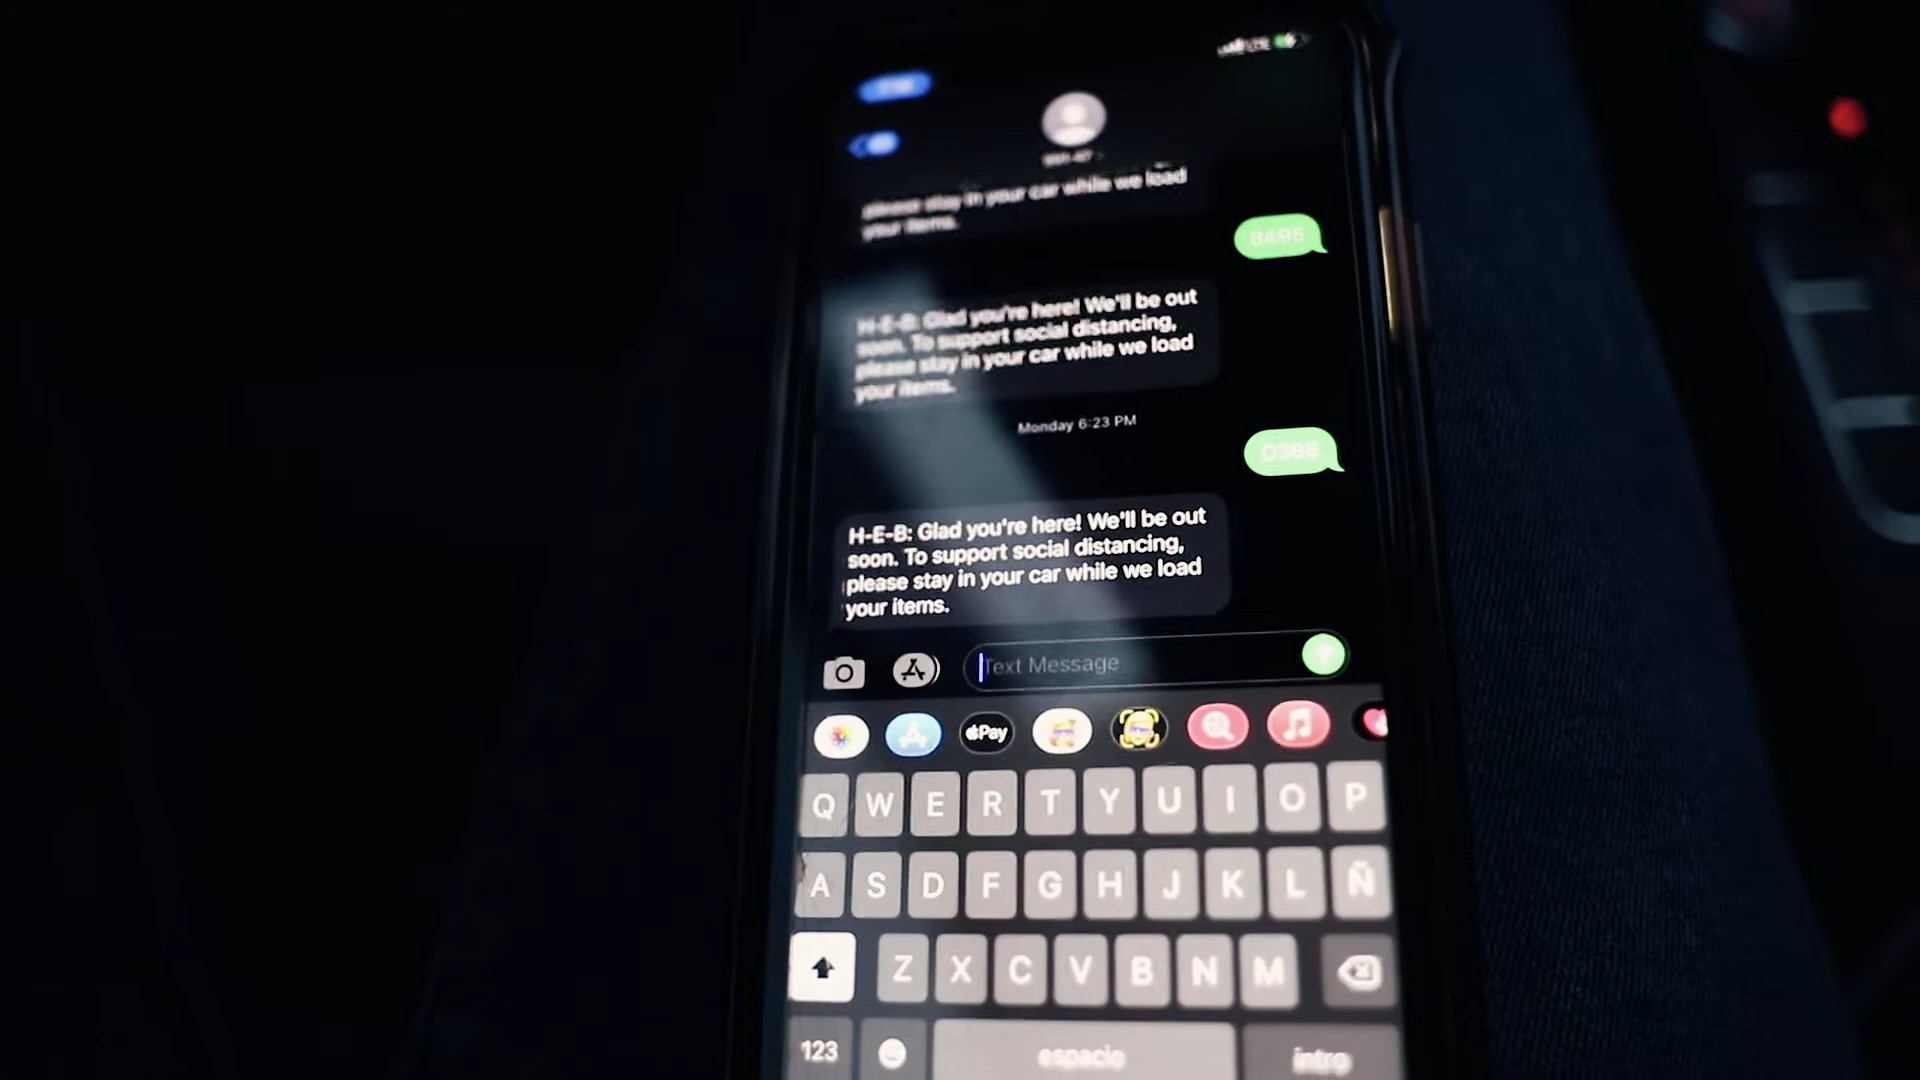 please stay in your car while we load
your items.
B495
H-E-B: Glad you're here! We'll be out
soon. To support social distancing,
please stay in your car while we load
your items.
Monday 6:23 PM
D388
H-E-B: Glad you're here! We'll be out
soon. To support social distancing,
please stay in your car while we load
your items.
Text Message
Pay
Q W E R T Y U I O P
A S D F G H J K L Ñ
Z X C V B N M
123 espacio intro